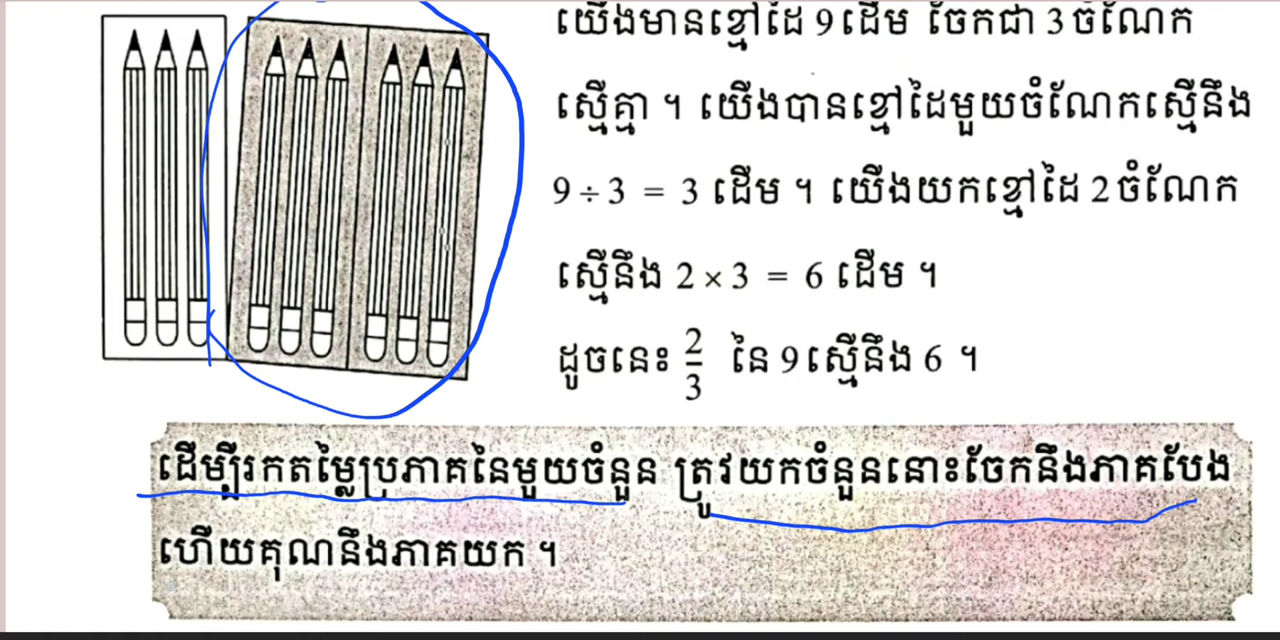 យើងមានខ្មៅដៃ 9 ដើម ចែកជា 3 ចំណែក
ស្មើគ្នា ។ យើងបានខ្មៅដៃមួយចំណែកស្មើនឹង
9 ÷ 3 = 3 ដើម ។ យើងយកខ្មៅដៃ 2 ចំណែក
ស្មើនឹង 2 × 3 = 6 ដើម ។
ដូចនេះ 2/3 នៃ 9 ស្មើនឹង 6 ។
ដើម្បីរកតម្លៃប្រភាគនៃមួយចំនួន ត្រូវយកចំនួននោះចែកនឹងភាគបែង
ហើយគុណនឹងភាគយក ។